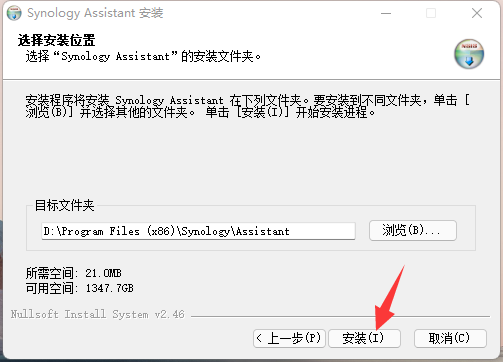 Synology Assistant 安装
选择安装位置
选择“Synology Assistant”的安装文件夹。
安装程序将安装 Synology Assistant 在下列文件夹。要安装到不同文件夹，单击 [
浏览(B)] 并选择其他的文件夹。 单击 [安装(I)] 开始安装进程。
目标文件夹
D:\Program Files (x86)\Synology\Assistant
浏览(B)...
所需空间: 21.0MB
可用空间: 1347.7GB
Nullsoft Install System v2.46
< 上一步(P)
安装(I)
取消(C)